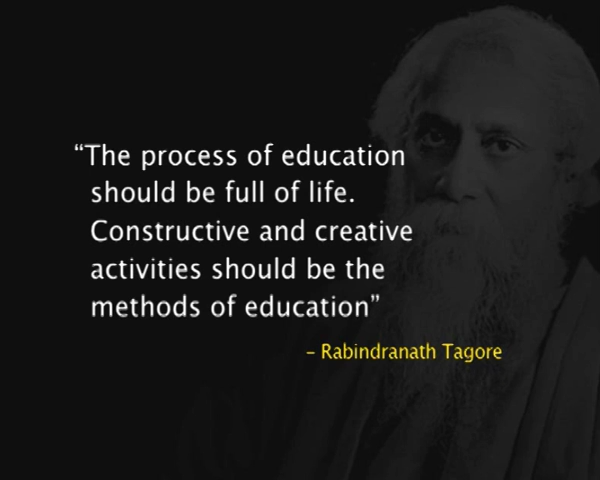 “The process of education
should be full of life.
Constructive and creative
activities should be the
methods of education”
– Rabindranath Tagore